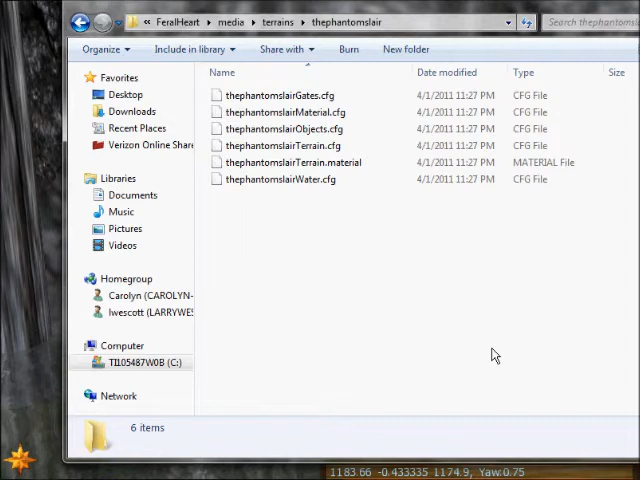 « FeralHeart ▸ media ▸ terrains ▸ thephantomslair
Search thephantomsla
Organize Include in library Share with Burn New folder
Name Date modified Type Size
Favorites
Desktop
Downloads
Recent Places
Verizon Online Share
Libraries
Documents
Music
Pictures
Videos
Homegroup
Carolyn (CAROLYN-
lwescott (LARRYWES
Computer
TI105487W0B (C:)
Network
thephantomslairGates.cfg 4/1/2011 11:27 PM CFG File
thephantomslairMaterial.cfg 4/1/2011 11:27 PM CFG File
thephantomslairObjects.cfg 4/1/2011 11:27 PM CFG File
thephantomslairTerrain.cfg 4/1/2011 11:27 PM CFG File
thephantomslairTerrain.material 4/1/2011 11:27 PM MATERIAL File
thephantomslairWater.cfg 4/1/2011 11:27 PM CFG File
6 items
1183.66 -0.433335 1174.9, Yaw:0.75